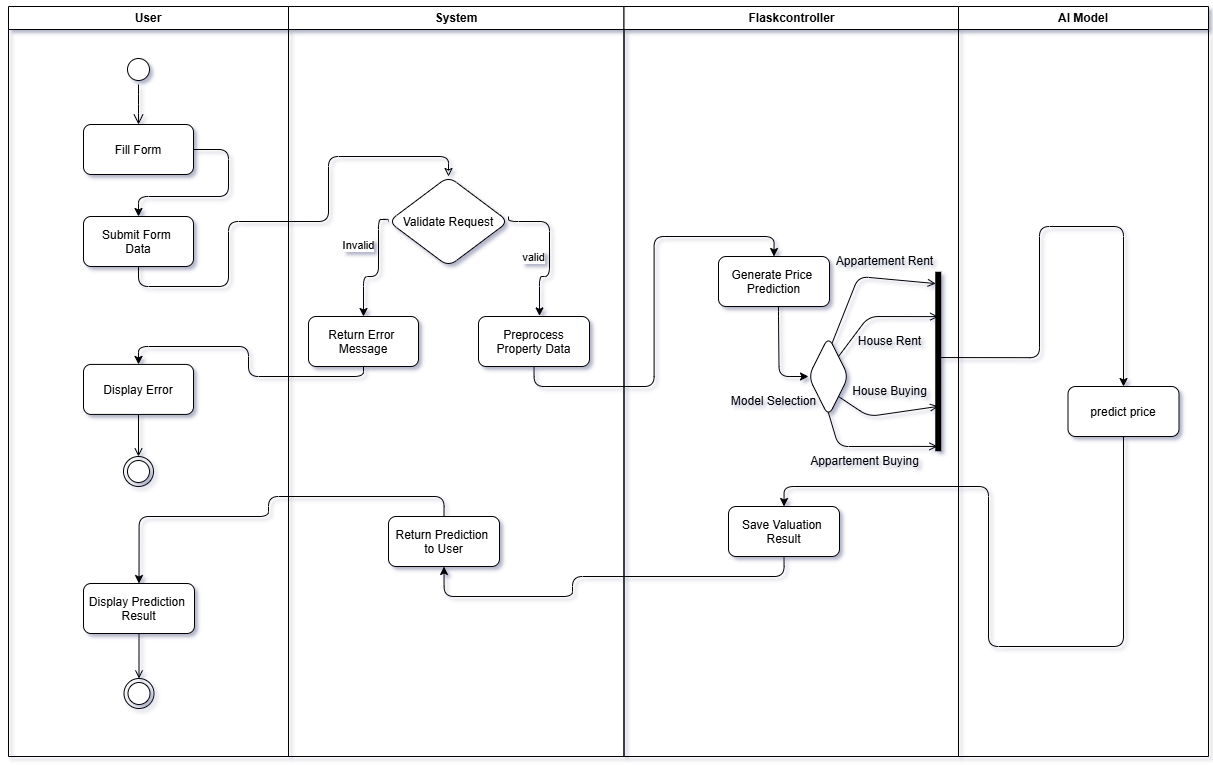 User
System
Flaskcontroller
AI Model
Fill Form
Submit Form
Data
Validate Request
Invalid
valid
Return Error
Message
Preprocess
Property Data
Generate Price
Prediction
Appartement Rent
House Rent
House Buying
Model Selection
Appartement Buying
predict price
Display Error
Save Valuation
Result
Return Prediction
to User
Display Prediction
Result